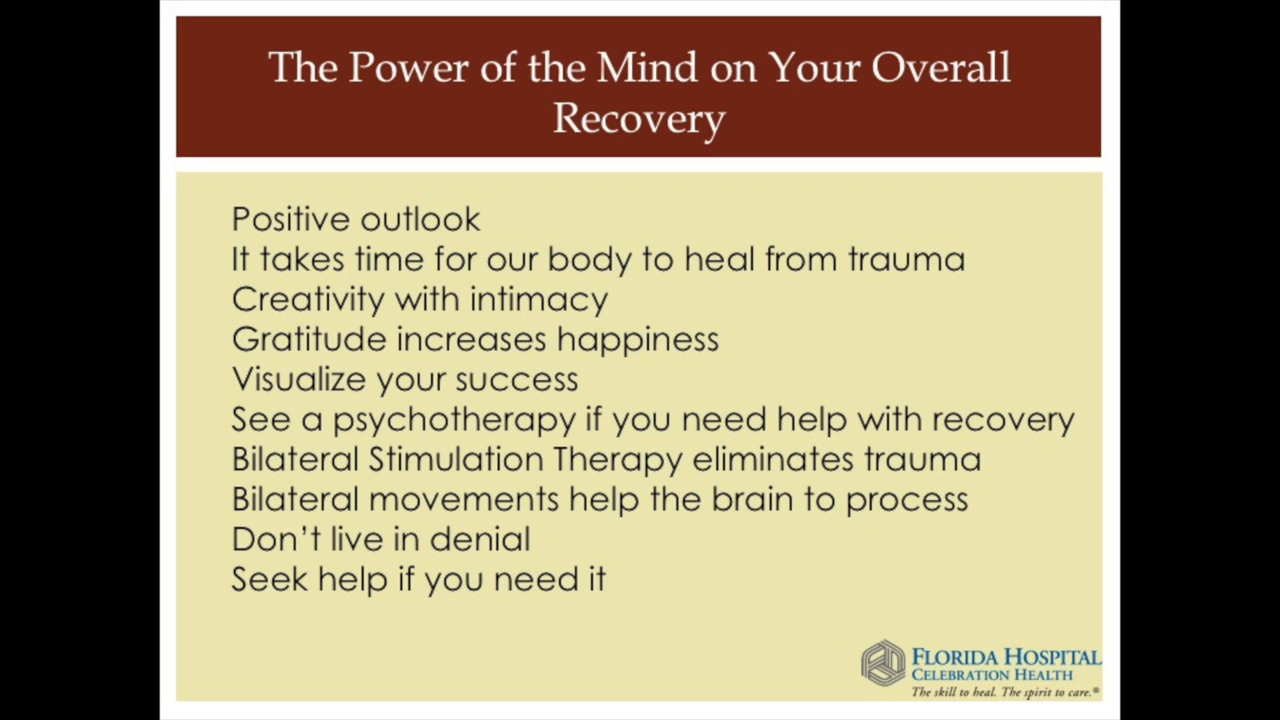 The Power of the Mind on Your Overall
Recovery
Positive outlook
It takes time for our body to heal from trauma
Creativity with intimacy
Gratitude increases happiness
Visualize your success
See a psychotherapy if you need help with recovery
Bilateral Stimulation Therapy eliminates trauma
Bilateral movements help the brain to process
Don’t live in denial
Seek help if you need it
FLORIDA HOSPITAL
CELEBRATION HEALTH
The skill to heal. The spirit to care.®